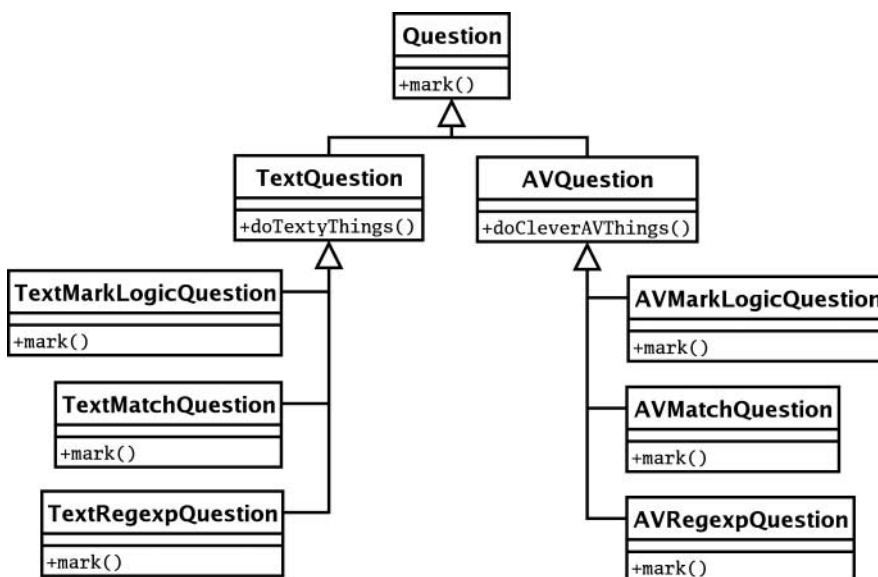 Question
+mark()
TextQuestion
+doTextyThings()
AVQuestion
+doCleverAVThings()
TextMarkLogicQuestion
+mark()
AVMarkLogicQuestion
+mark()
TextMatchQuestion
+mark()
AVMatchQuestion
+mark()
TextRegexpQuestion
+mark()
AVRegexpQuestion
+mark()